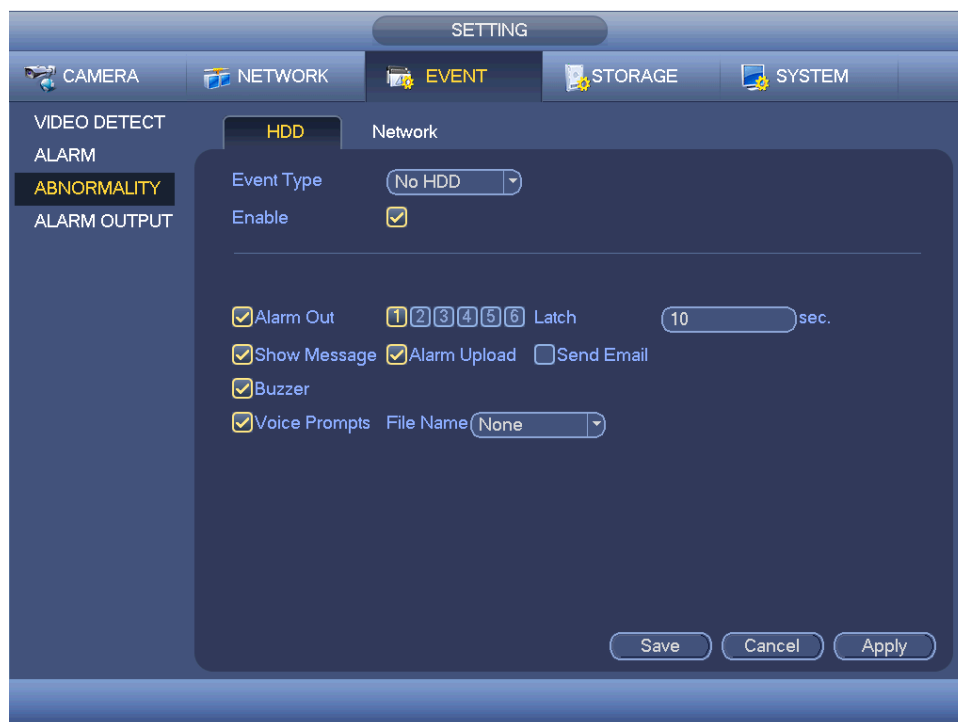 SETTING
CAMERA NETWORK EVENT STORAGE SYSTEM
VIDEO DETECT
ALARM
ABNORMALITY
ALARM OUTPUT
HDD Network
Event Type No HDD
Enable
Alarm Out 1 2 3 4 5 6 Latch 10 sec.
Show Message Alarm Upload Send Email
Buzzer
Voice Prompts File Name None
Save Cancel Apply